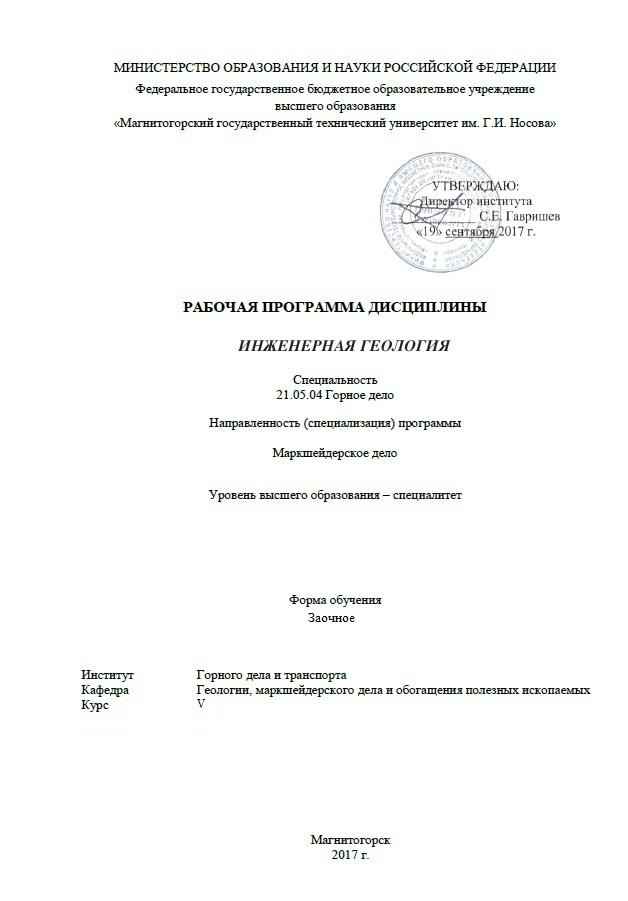 МИНИСТЕРСТВО ОБРАЗОВАНИЯ И НАУКИ РОССИЙСКОЙ ФЕДЕРАЦИИ
Федеральное государственное бюджетное образовательное учреждение
высшего образования
«Магнитогорский государственный технический университет им. Г.И. Носова»
УТВЕРЖДАЮ:
Директор института
С.Е. Гавришев
«19» сентября 2017 г.
РАБОЧАЯ ПРОГРАММА ДИСЦИПЛИНЫ
ИНЖЕНЕРНАЯ ГЕОЛОГИЯ
Специальность
21.05.04 Горное дело
Направленность (специализация) программы
Маркшейдерское дело
Уровень высшего образования – специалитет
Форма обучения
Заочное
Институт Горного дела и транспорта
Кафедра Геологии, маркшейдерского дела и обогащения полезных ископаемых
Курс V
Магнитогорск
2017 г.